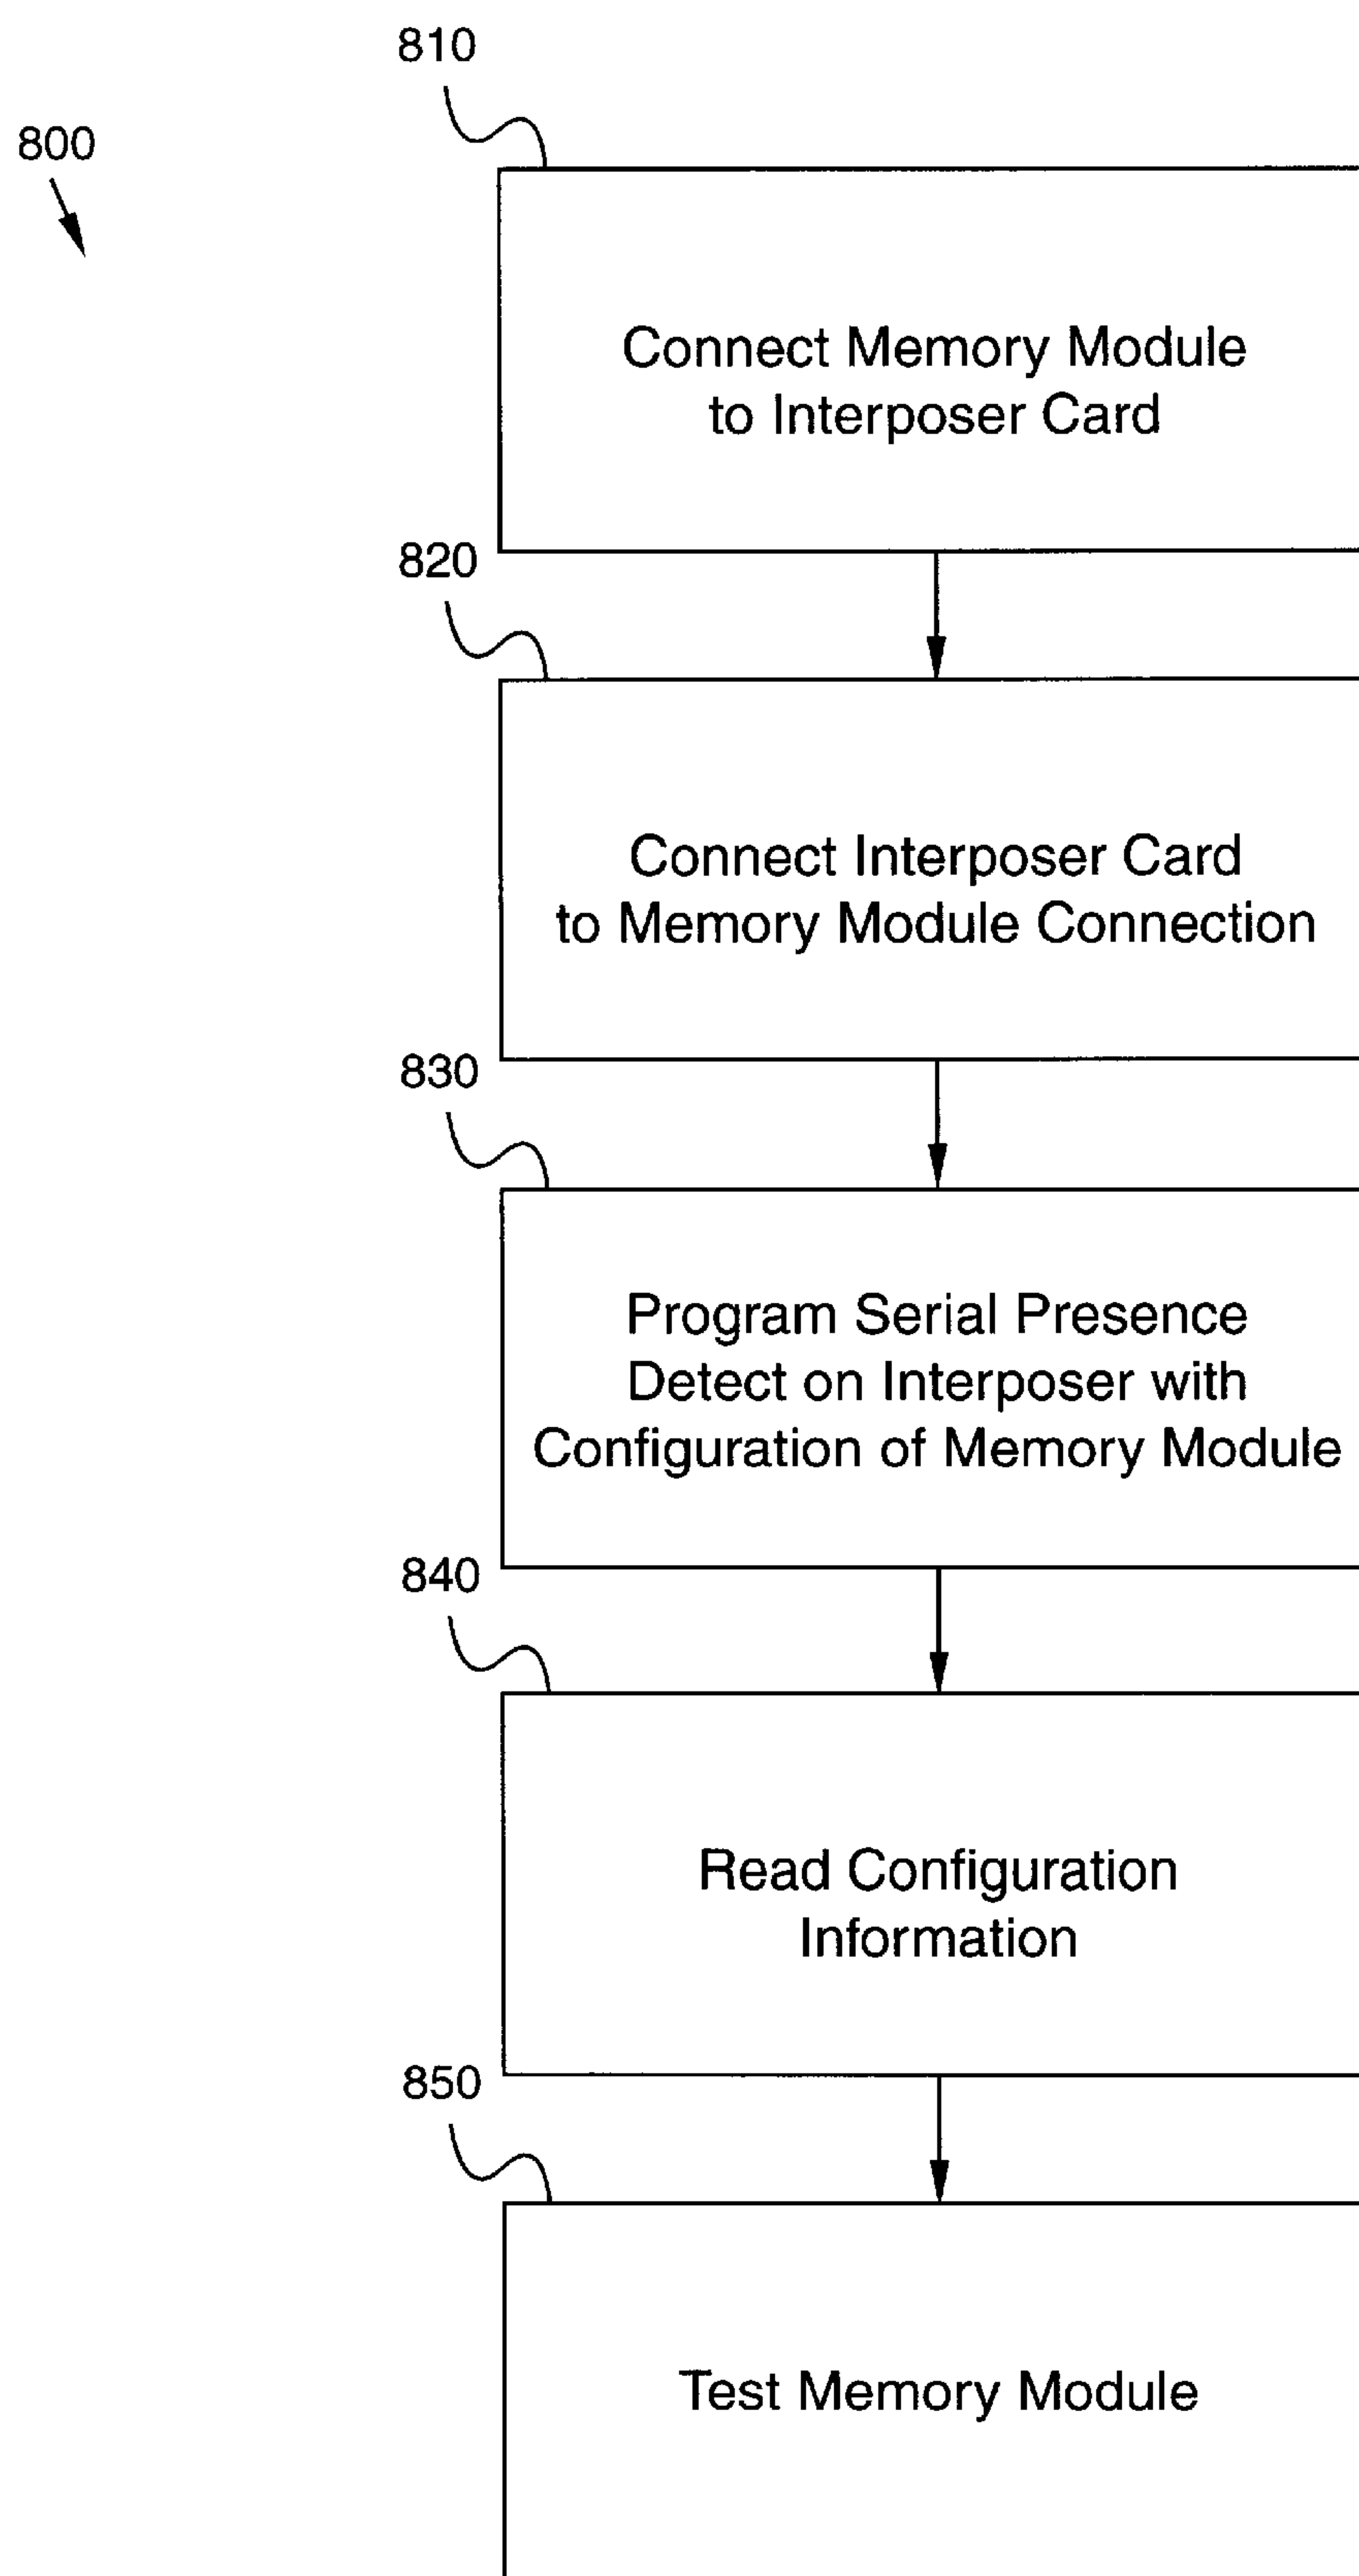 810
800
Connect Memory Module
to Interposer Card
820
Connect Interposer Card
to Memory Module Connection
830
Program Serial Presence
Detect on Interposer with
Configuration of Memory Module
840
Read Configuration
Information
850
Test Memory Module